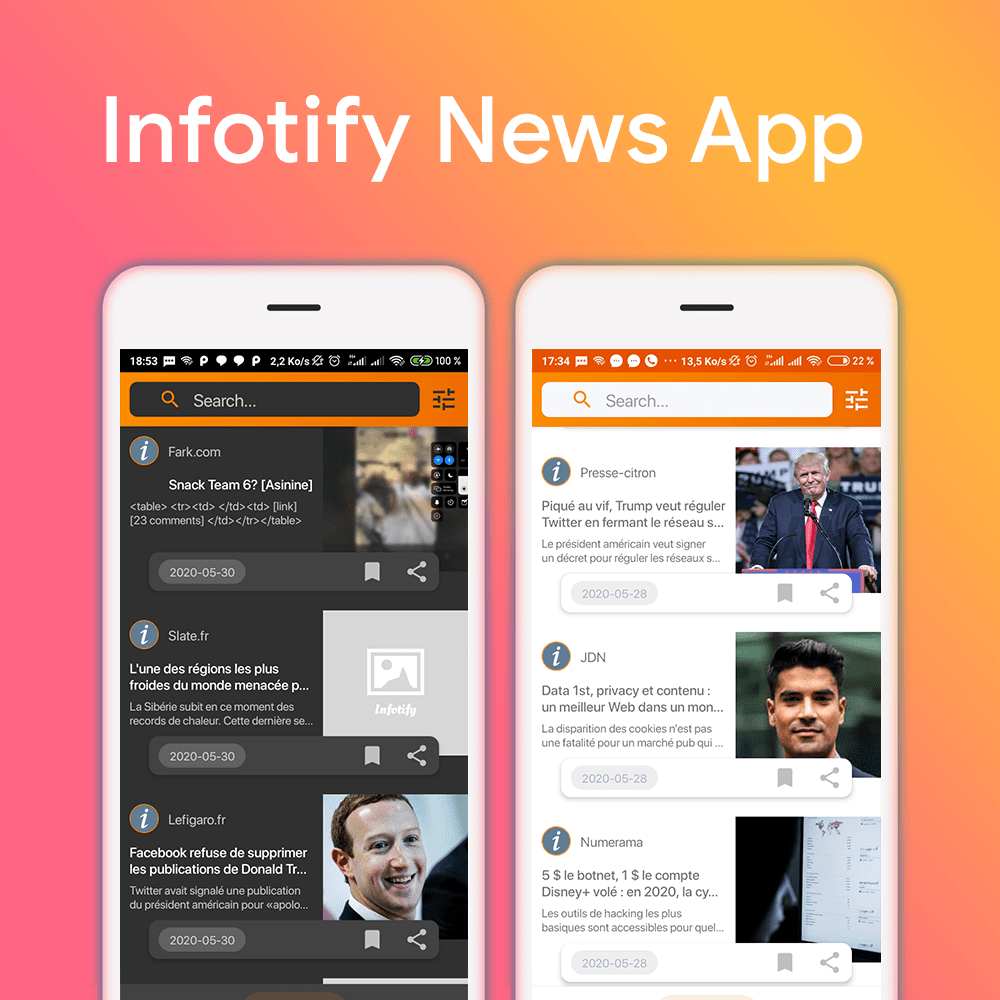 Infotify News App
18:53 2,2 Ko/s 100 %
Search...
Fark.com
Snack Team 6? [Asinine]
<table> <tr><td> </td><td> [link]
[23 comments] </td></tr></table>
2020-05-30
Slate.fr
L'une des régions les plus
froides du monde menacée p...
La Sibérie subit en ce moment des
records de chaleur. Cette dernière se...
Infotify
2020-05-30
Lefigaro.fr
Facebook refuse de supprimer
les publications de Donald Tr...
Twitter avait signalé une publication
du président américain pour «apolo...
2020-05-30
17:34 13,5 Ko/s 22 %
Search...
Presse-citron
Piqué au vif, Trump veut réguler
Twitter en fermant le réseau s...
Le président américain veut signer
un décret pour réguler les réseaux s...
TRUMP
2020-05-28
JDN
Data 1st, privacy et contenu :
un meilleur Web dans un mon...
La disparition des cookies n'est pas
une fatalité pour un marché pub qui ...
2020-05-28
Numerama
5 $ le botnet, 1 $ le compte
Disney+ volé : en 2020, la cy...
Les outils de hacking les plus
basiques sont accessibles pour quel...
2020-05-28